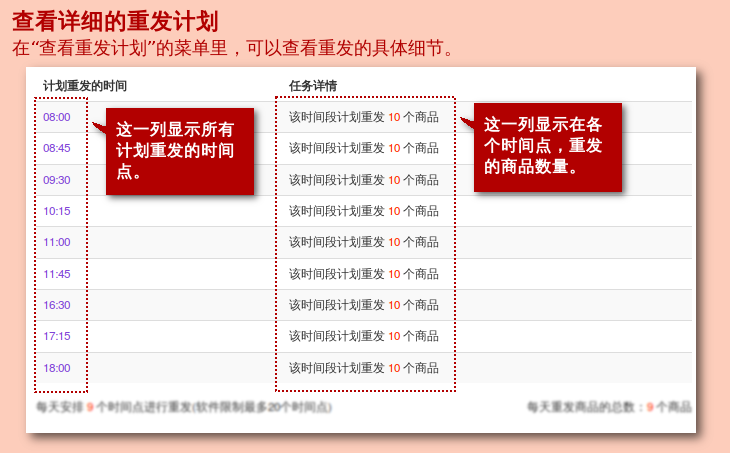 查看详细的重发计划
在“查看重发计划”的菜单里，可以查看重发的具体细节。
计划重发的时间 任务详情
08:00 该时间段计划重发 10 个商品
08:45 该时间段计划重发 10 个商品
09:30 该时间段计划重发 10 个商品
10:15 该时间段计划重发 10 个商品
11:00 该时间段计划重发 10 个商品
11:45 该时间段计划重发 10 个商品
16:30 该时间段计划重发 10 个商品
17:15 该时间段计划重发 10 个商品
18:00 该时间段计划重发 10 个商品
这一列显示所有
计划重发的时间
点。
这一列显示在各
个时间点，重发
的商品数量。
每天安排 9 个时间点进行重发(软件限制最多20个时间点) 每天重发商品的总数：9 个商品